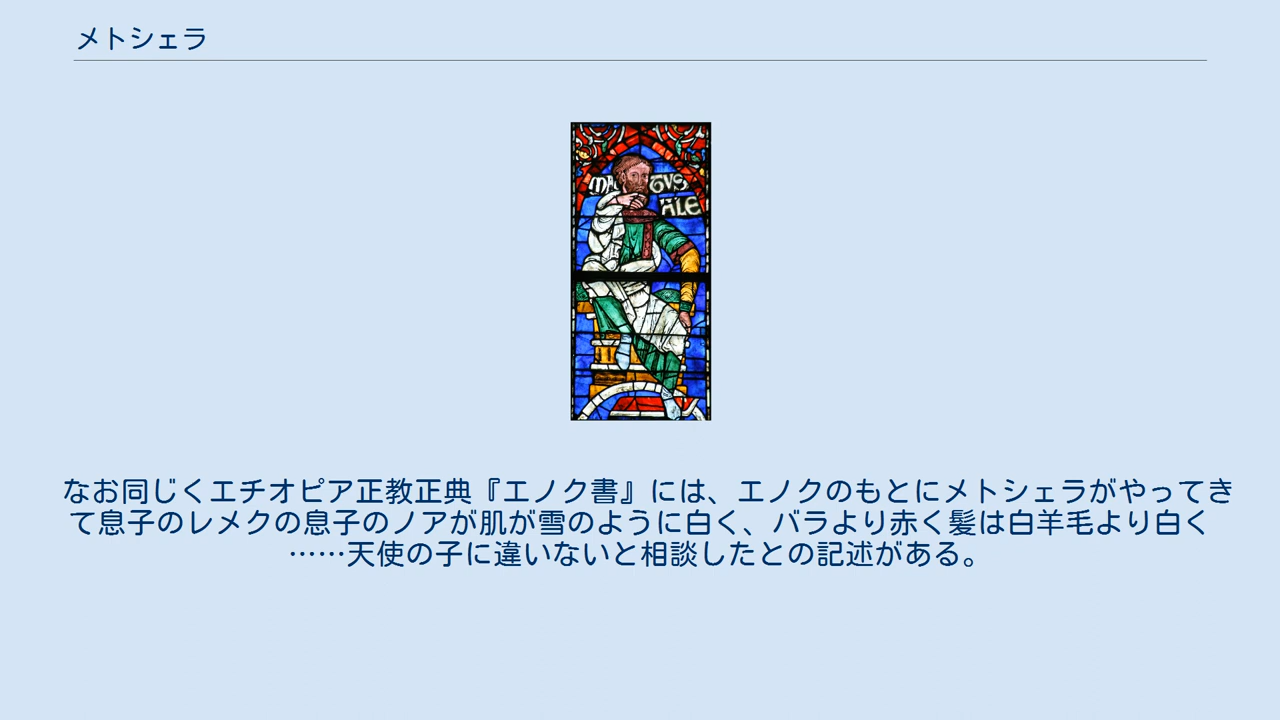 メトシェラ
MA TVS
ALE
なお同じくエチオピア正教正典『エノク書』には、エノクのもとにメトシェラがやってき
て息子のレメクの息子のノアが肌が雪のように白く、バラより赤く髪は白羊毛より白く
……天使の子に違いないと相談したとの記述がある。